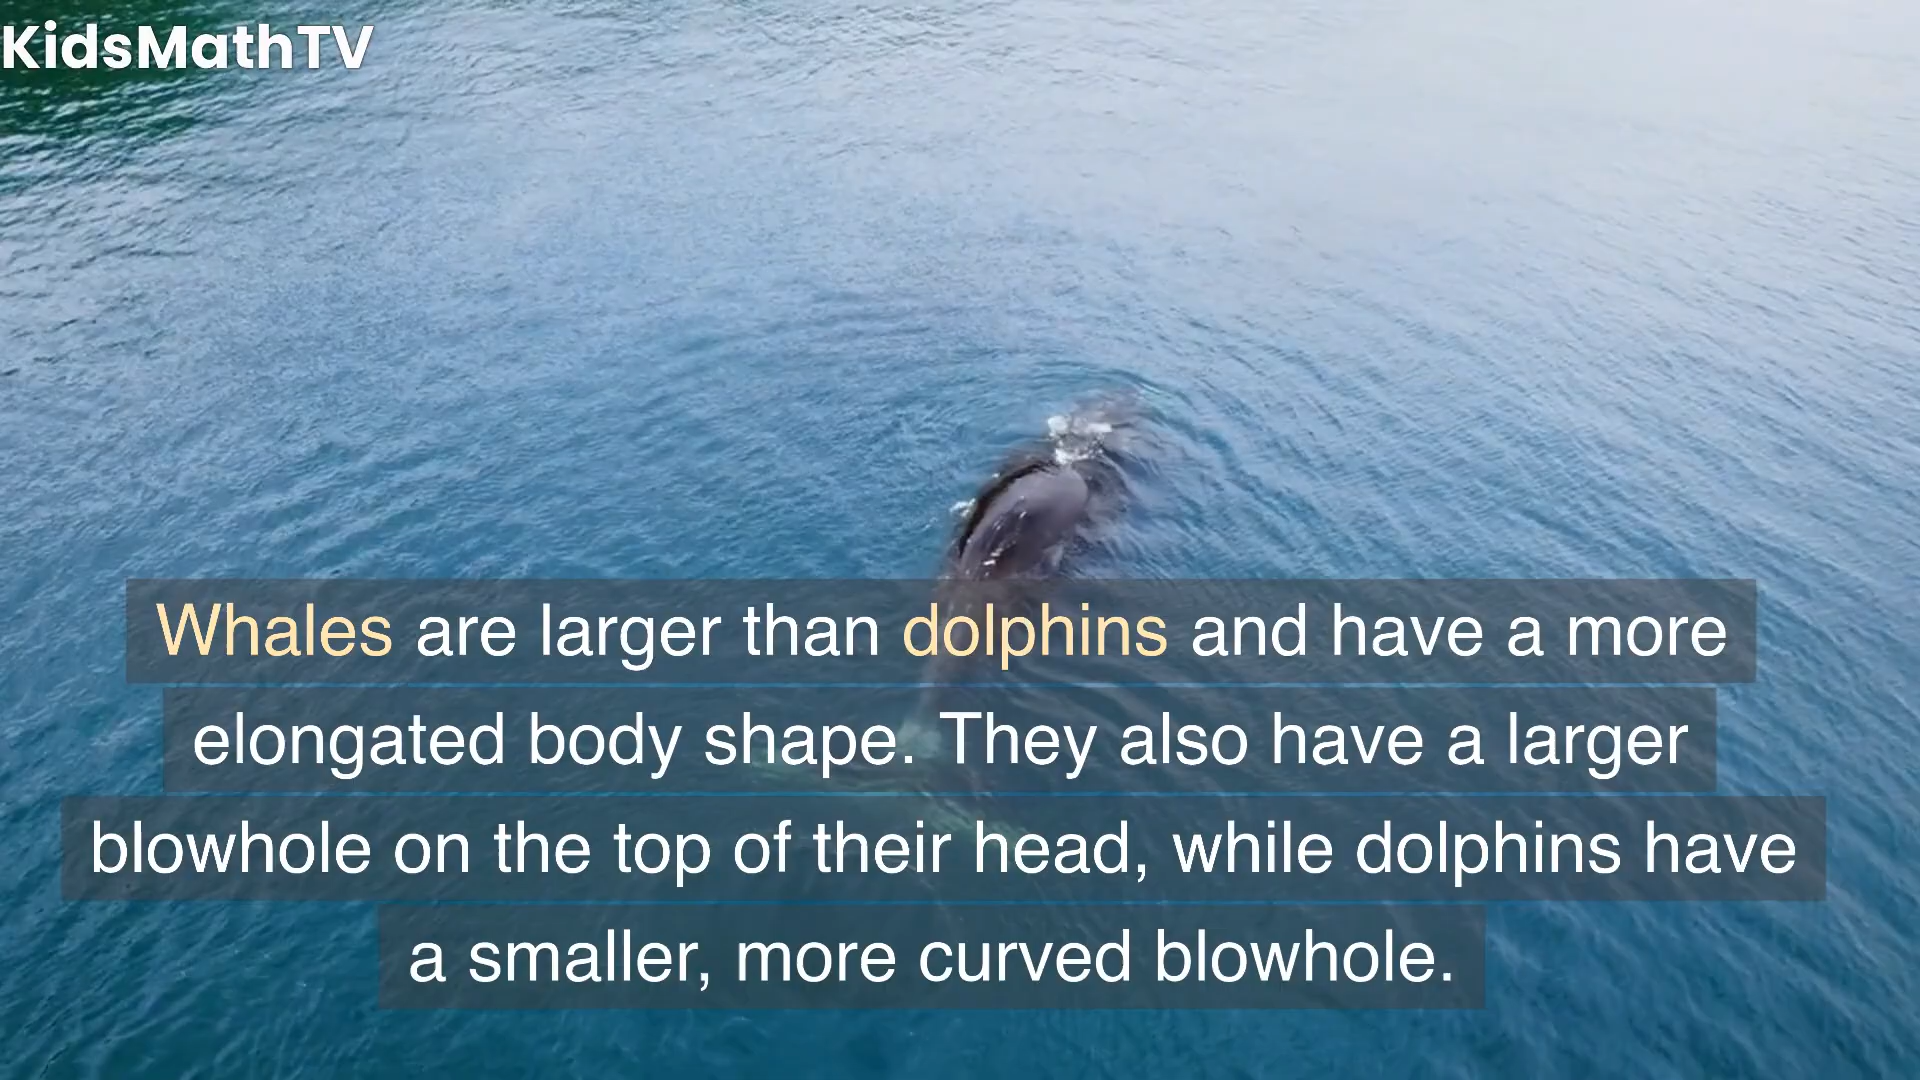 KidsMathTV
Whales are larger than dolphins and have a more
elongated body shape. They also have a larger
blowhole on the top of their head, while dolphins have
a smaller, more curved blowhole.